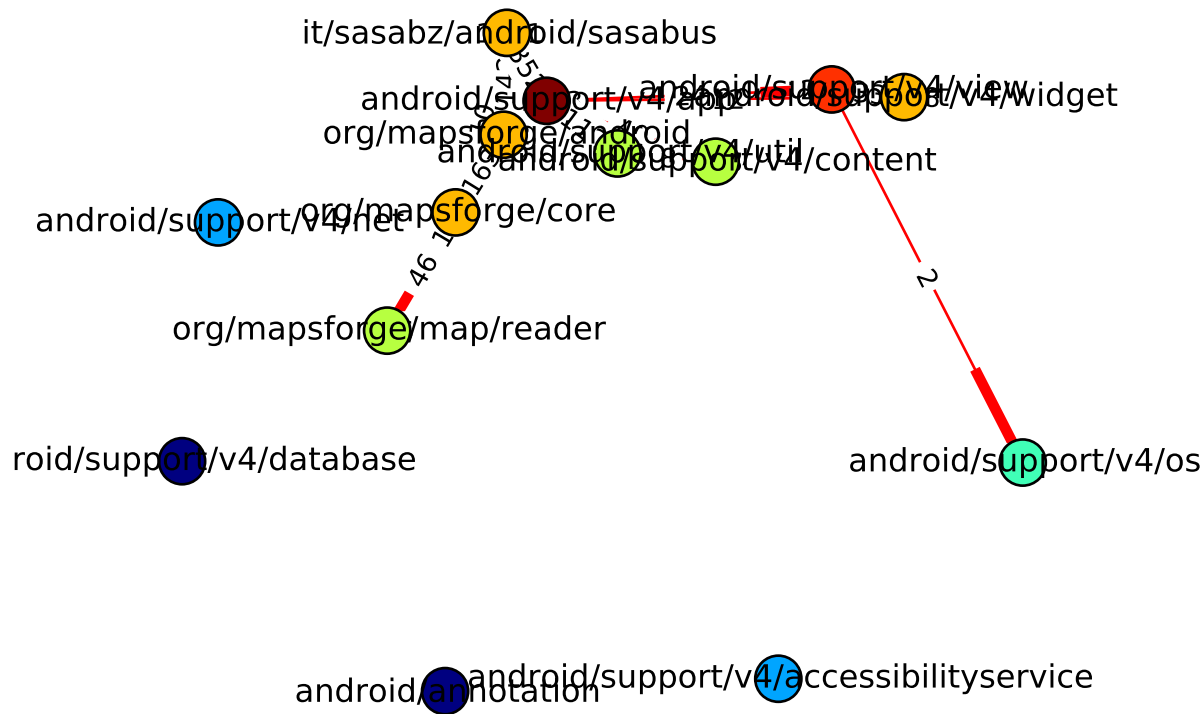 it/sasabz/android/sasabus
android/support/v4/view
android/support/v4/widget
android/support/v4/app
org/mapsforge/android
android/support/v4/util
android/support/v4/content
org/mapsforge/core
android/support/v4/net
46
2
org/mapsforge/map/reader
roid/support/v4/database
android/support/v4/os
android/support/v4/accessibilityservice
android/annotation